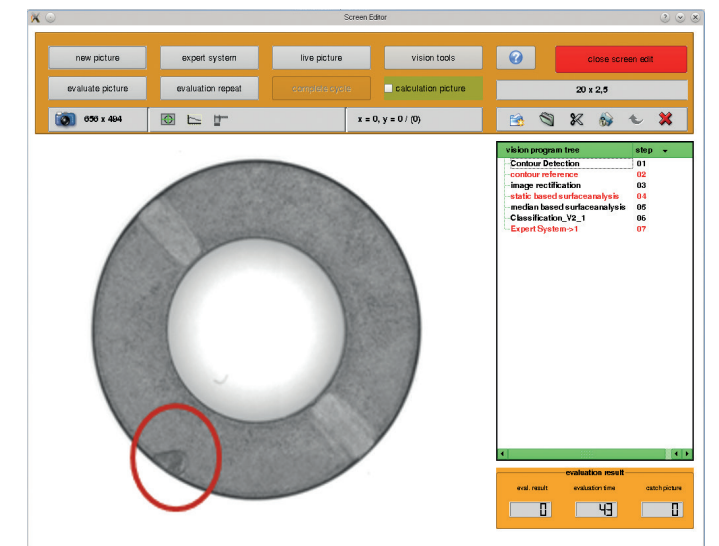 Screen Editor
new picture expert system live picture vision tools close screen edit
evaluate picture evaluation repeat complete cycle calculation picture 20 x 2,5
656 x 494 x = 0, y = 0 / (0)
vision program tree step
Contour Detection 01
contour reference 02
image rectification 03
static based surfaceanalysis 04
median based surfaceanalysis 05
Classification_V2_1 06
Expert System->1 07
evaluation result
eval. result evaluation time catch picture
0 43 0